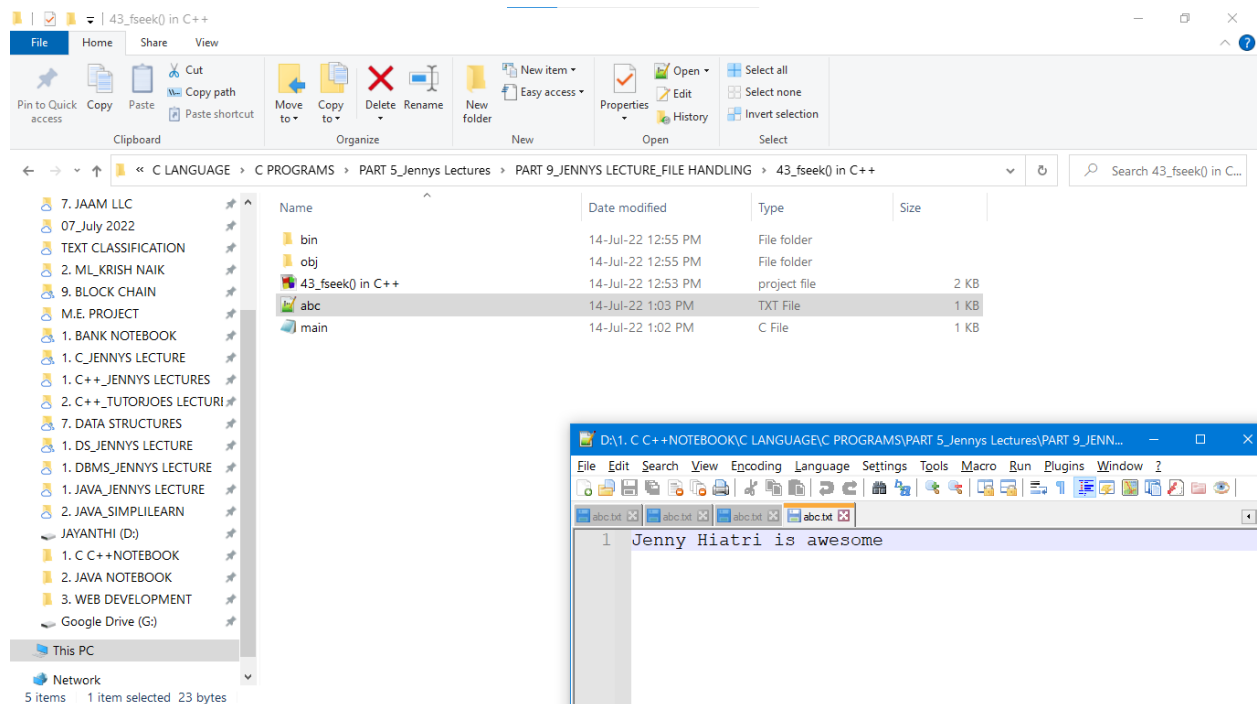 43_fseek() in C++
File Home Share View
Pin to Quick access
Copy
Paste
Cut
Copy path
Paste shortcut
Clipboard
Move to
Copy to
Delete
Rename
Organize
New folder
New item
Easy access
New
Properties
Open
Edit
History
Open
Select all
Select none
Invert selection
Select
« C LANGUAGE > C PROGRAMS > PART 5_Jennys Lectures > PART 9_JENNYS LECTURE_FILE HANDLING > 43_fseek() in C++
Search 43_fseek() in C...
7. JAAM LLC
07_July 2022
TEXT CLASSIFICATION
2. ML_KRISH NAIK
9. BLOCK CHAIN
M.E. PROJECT
1. BANK NOTEBOOK
1. C_JENNYS LECTURE
1. C++_JENNYS LECTURES
2. C++_TUTORJOES LECTURE
7. DATA STRUCTURES
1. DS_JENNYS LECTURE
1. DBMS_JENNYS LECTURE
1. JAVA_JENNYS LECTURE
2. JAVA_SIMPLILEARN
JAYANTHI (D:)
1. C C++NOTEBOOK
2. JAVA NOTEBOOK
3. WEB DEVELOPMENT
Google Drive (G:)
This PC
Network
Name Date modified Type Size
bin 14-Jul-22 12:55 PM File folder
obj 14-Jul-22 12:55 PM File folder
43_fseek() in C++ 14-Jul-22 12:53 PM project file 2 KB
abc 14-Jul-22 1:03 PM TXT File 1 KB
main 14-Jul-22 1:02 PM C File 1 KB
D:\1. C C++NOTEBOOK\C LANGUAGE\C PROGRAMS\PART 5_Jennys Lectures\PART 9_JENN...
File Edit Search View Encoding Language Settings Tools Macro Run Plugins Window ?
abc.txt abc.txt abc.txt abc.txt
1 Jenny Hiatri is awesome
5 items 1 item selected 23 bytes